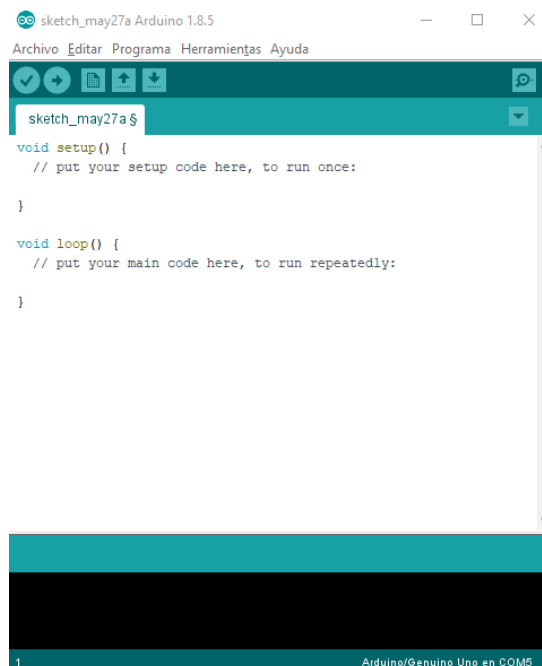 sketch_may27a Arduino 1.8.5
Archivo Editar Programa Herramientas Ayuda
sketch_may27a §
void setup() {
  // put your setup code here, to run once:
}
void loop() {
  // put your main code here, to run repeatedly:
}
1 Arduino/Genuino Uno en COM5